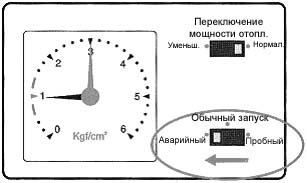 Переключение
мощности отопл.
Уменьш. Нормал.
3
2 4
1 5
0 6
Kgf/cm²
Обычный запуск
Аварийный Пробный